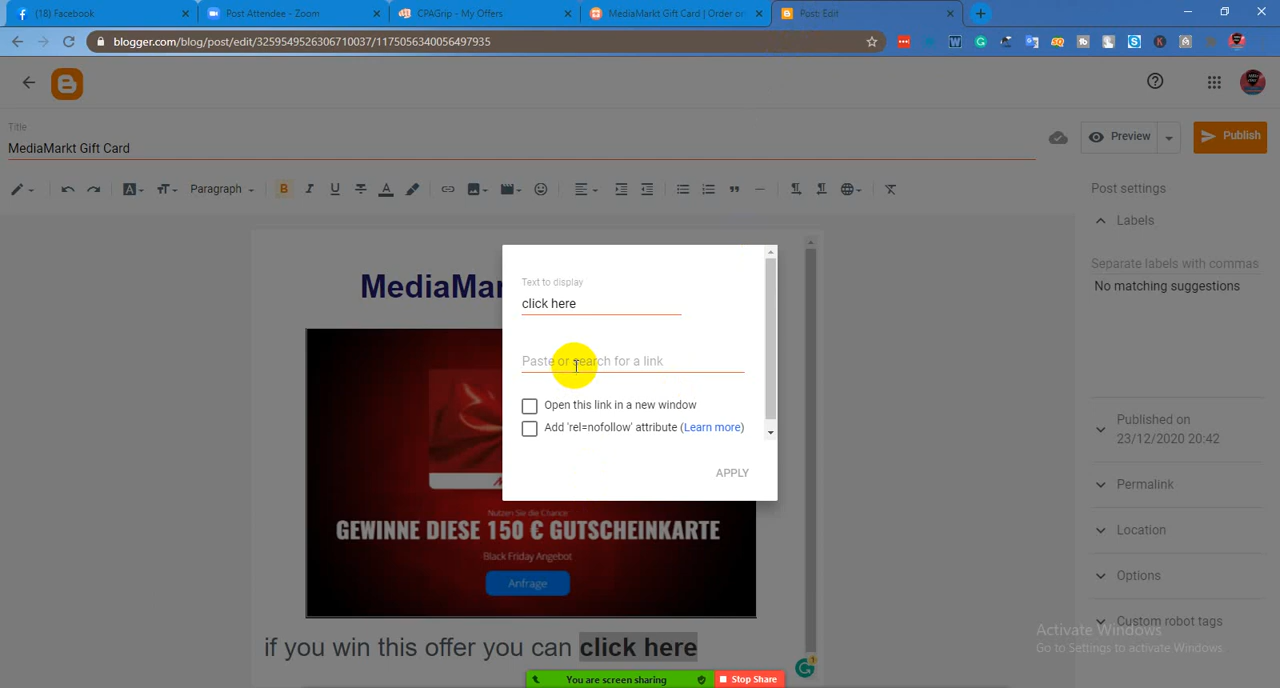 (18) Facebook
Post Attendee - Zoom
CPAGrip - My Offers
MediaMarkt Gift Card [ Order on
Post: Edit
blogger.com/blog/post/edit/3259549526306710037/1175056340056497935
Title
MediaMarkt Gift Card
Preview
Publish
Paragraph
Post settings
Labels
Separate labels with commas
No matching suggestions
MediaMar
Text to display
click here
Paste or search for a link
Open this link in a new window
Add 'rel=nofollow' attribute (Learn more)
APPLY
Published on
23/12/2020 20:42
Permalink
Location
Options
Custom robot tags
Nutzen Sie die Chance
GEWINNE DIESE 150 € GUTSCHEINKARTE
Black Friday Angebot
Anfrage
if you win this offer you can click here
Activate Windows
Go to Settings to activate Windows.
You are screen sharing
Stop Share